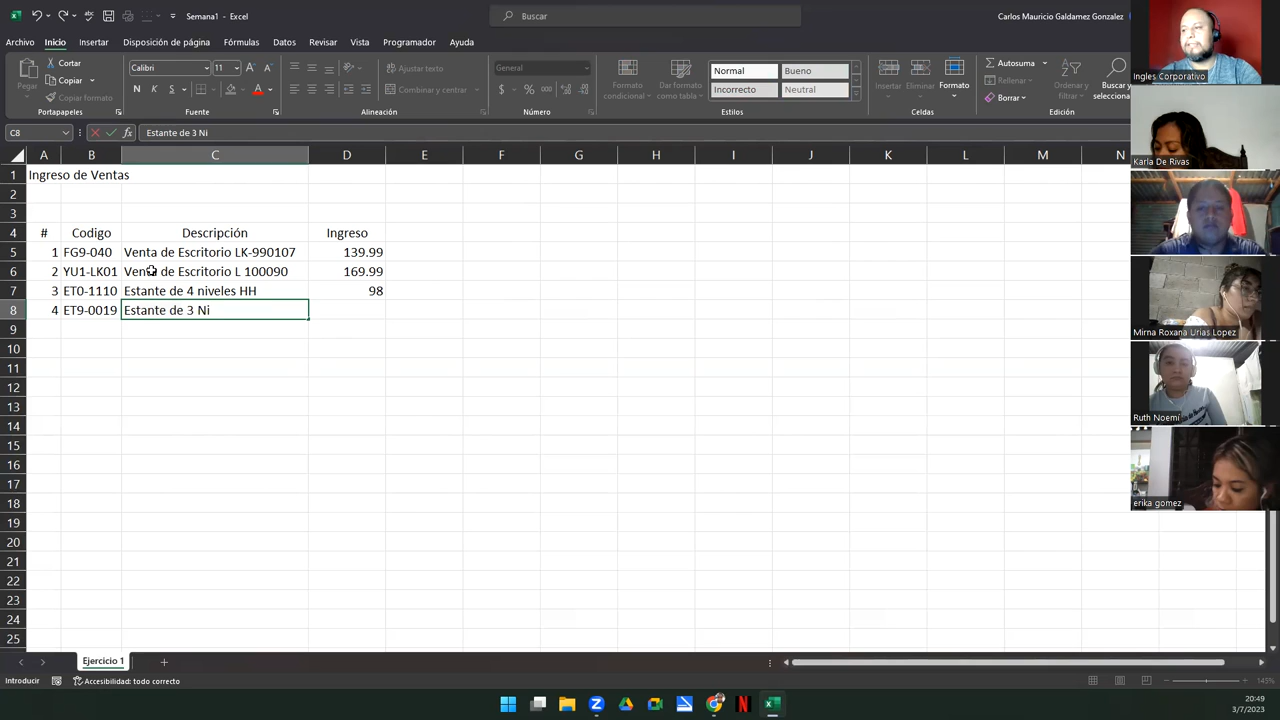 Semana1 - Excel
Buscar
Carlos Mauricio Galdamez Gonzalez
Archivo Inicio Insertar Disposición de página Fórmulas Datos Revisar Vista Programador Ayuda
Pegar
Cortar
Copiar
Copiar formato
Portapapeles
Calibri 11
N K S
Fuente
Ajustar texto
Combinar y centrar
Alineación
General
Número
Formato condicional
Dar formato como tabla
Normal Bueno
Incorrecto Neutral
Estilos
Insertar Eliminar Formato
Celdas
Autosuma
Rellenar
Borrar
Ordenar y filtrar
Buscar y
Edición
C8 Estante de 3 Ni
A B C D E F G H I J K L M N
1 Ingreso de Ventas
2
3
4 # Codigo Descripción Ingreso
5 1 FG9-040 Venta de Escritorio LK-990107 139.99
6 2 YU1-LK01 Venta de Escritorio L 100090 169.99
7 3 ET0-1110 Estante de 4 niveles HH 98
8 4 ET9-0019 Estante de 3 Ni
9
10
11
12
13
14
15
16
17
18
19
20
21
22
23
24
25
Ingles Corporativo
Karla De Rivas
Mirna Roxana Urias Lopez
Ruth Noemí
erika gomez
Ejercicio 1
Introducir
Accesibilidad: todo correcto
145%
20:49
3/7/2023